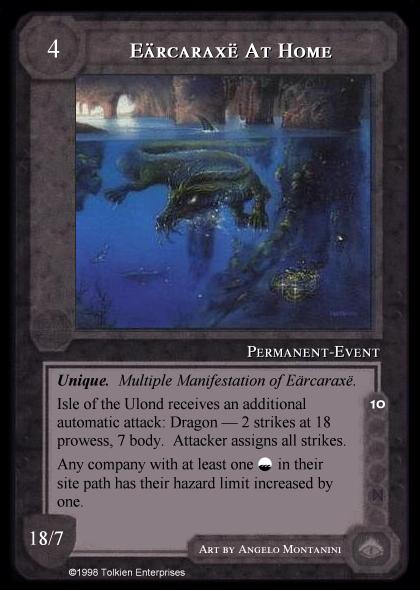 4
EÄRCARAXË AT HOME
PERMANENT-EVENT
Unique. Multiple Manifestation of Eärcaraxë.
10
Isle of the Ulond receives an additional
automatic attack: Dragon — 2 strikes at 18
prowess, 7 body. Attacker assigns all strikes.
Any company with at least one in their
site path has their hazard limit increased by
one.
18/7
ART BY ANGELO MONTANINI
©1998 Tolkien Enterprises